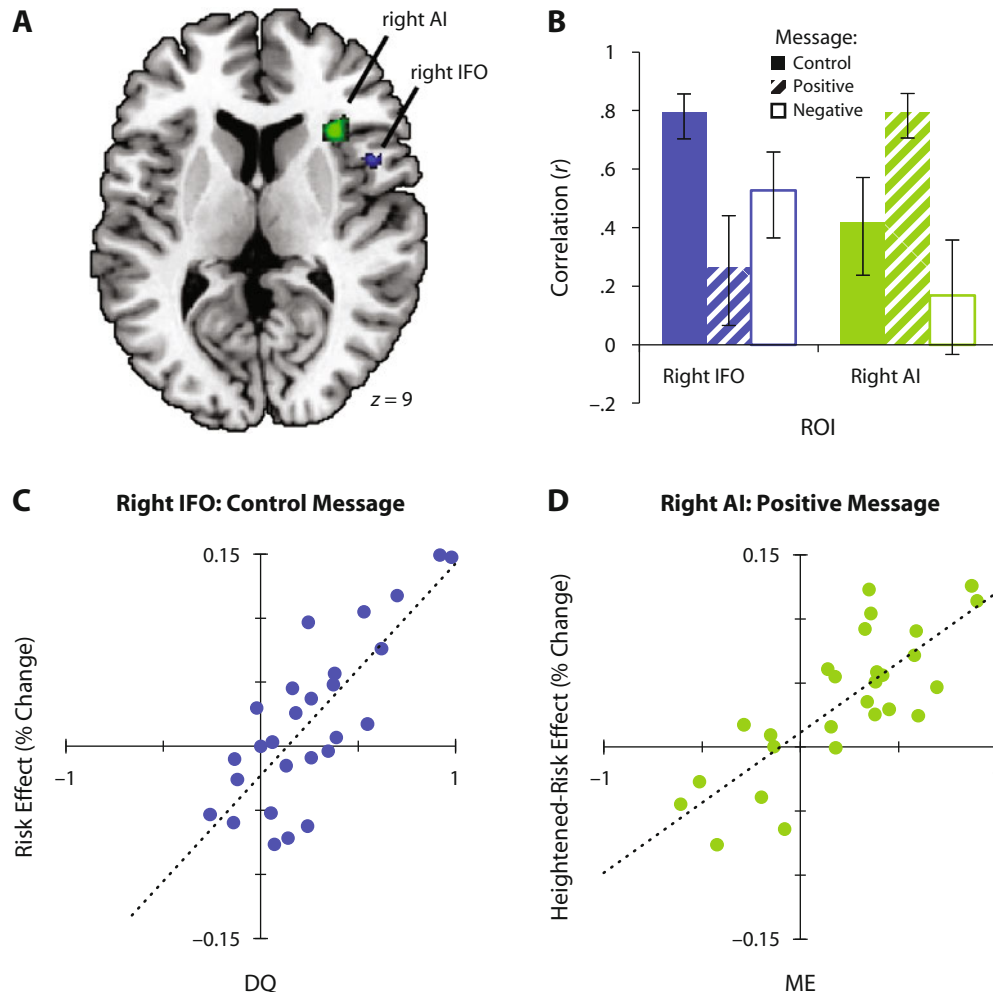 A
right AI
right IFO
z = 9
B
Message:
Control
Positive
Negative
Correlation (r)
1
.8
.6
.4
.2
0
–.2
Right IFO
Right AI
ROI
C
Right IFO: Control Message
Risk Effect (% Change)
0.15
–1
1
–0.15
DQ
D
Right AI: Positive Message
Heightened-Risk Effect (% Change)
0.15
–1
–0.15
ME